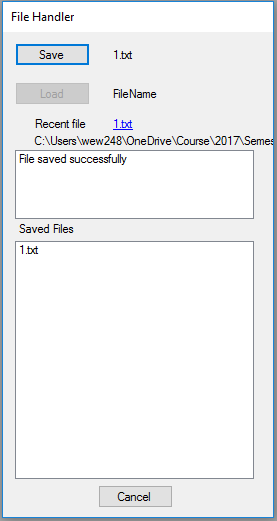 File Handler
Save 1.txt
Load FileName
Recent file 1.txt
C:\Users\wew248\OneDrive\Course\2017\Semes
File saved successfully
Saved Files
1.txt
Cancel